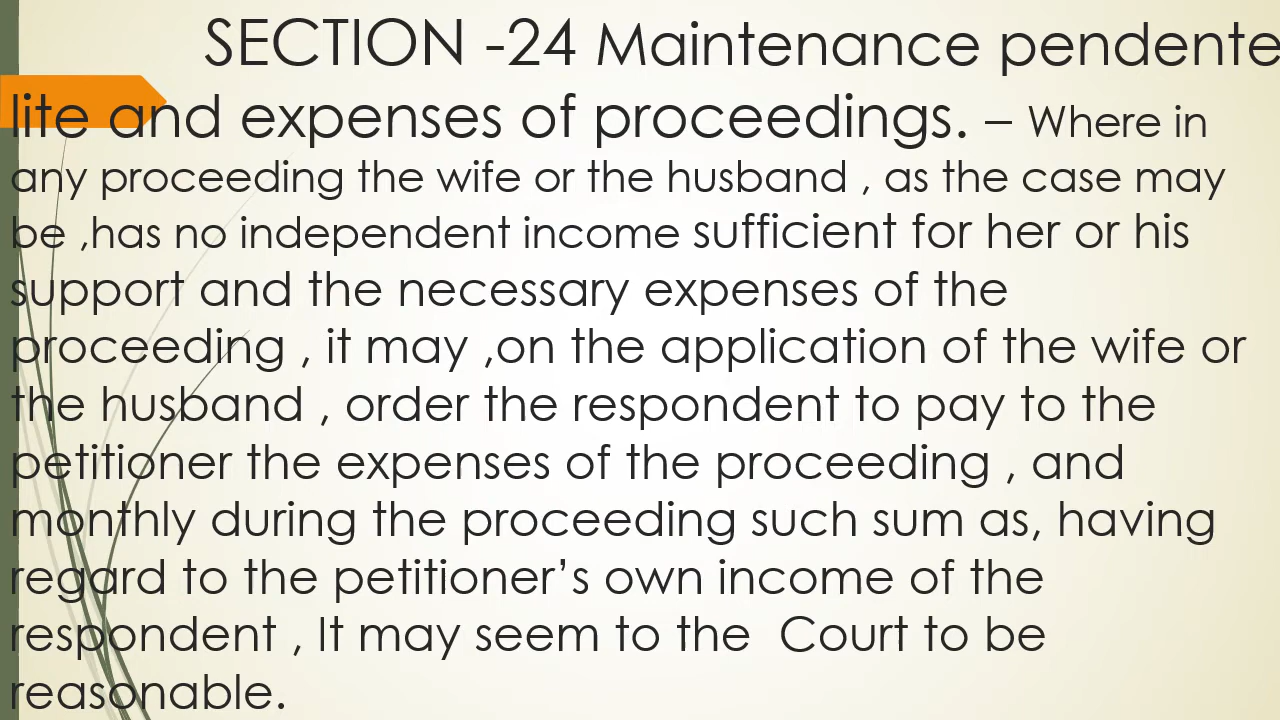 SECTION -24 Maintenance pendente
lite and expenses of proceedings. – Where in
any proceeding the wife or the husband , as the case may
be ,has no independent income sufficient for her or his
support and the necessary expenses of the
proceeding , it may ,on the application of the wife or
the husband , order the respondent to pay to the
petitioner the expenses of the proceeding , and
monthly during the proceeding such sum as, having
regard to the petitioner’s own income of the
respondent , It may seem to the  Court to be
reasonable.